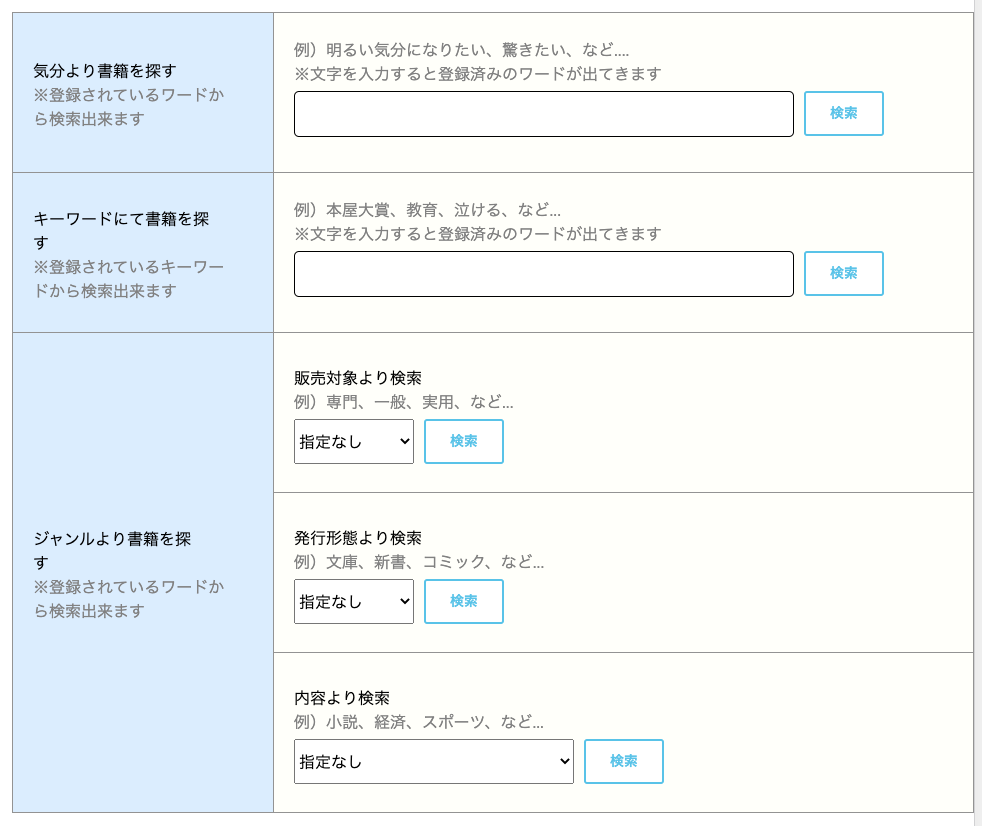 気分より書籍を探す
※登録されているワードか
ら検索出来ます
例）明るい気分になりたい、驚きたい、など....
※文字を入力すると登録済みのワードが出てきます
検索
キーワードにて書籍を探
す
※登録されているキーワー
ドから検索出来ます
例）本屋大賞、教育、泣ける、など...
※文字を入力すると登録済みのワードが出てきます
検索
ジャンルより書籍を探
す
※登録されているワードか
ら検索出来ます
販売対象より検索
例）専門、一般、実用、など...
指定なし
検索
発行形態より検索
例）文庫、新書、コミック、など...
指定なし
検索
内容より検索
例）小説、経済、スポーツ、など...
指定なし
検索